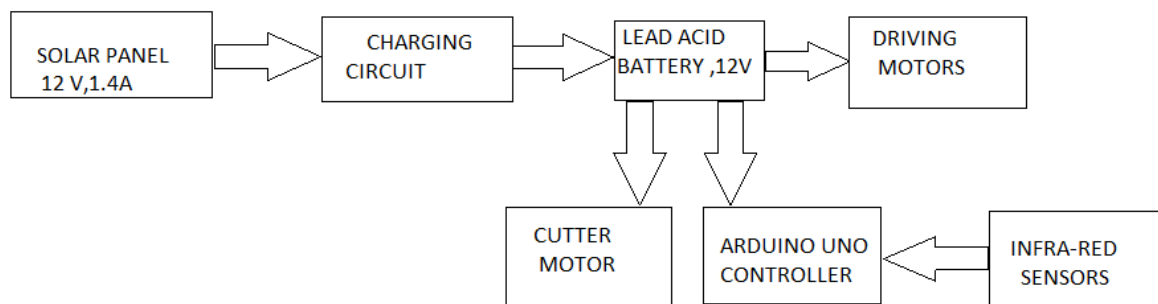 SOLAR PANEL
12 V,1.4A
CHARGING
CIRCUIT
LEAD ACID
BATTERY ,12V
DRIVING
MOTORS
CUTTER
MOTOR
ARDUINO UNO
CONTROLLER
INFRA-RED
SENSORS